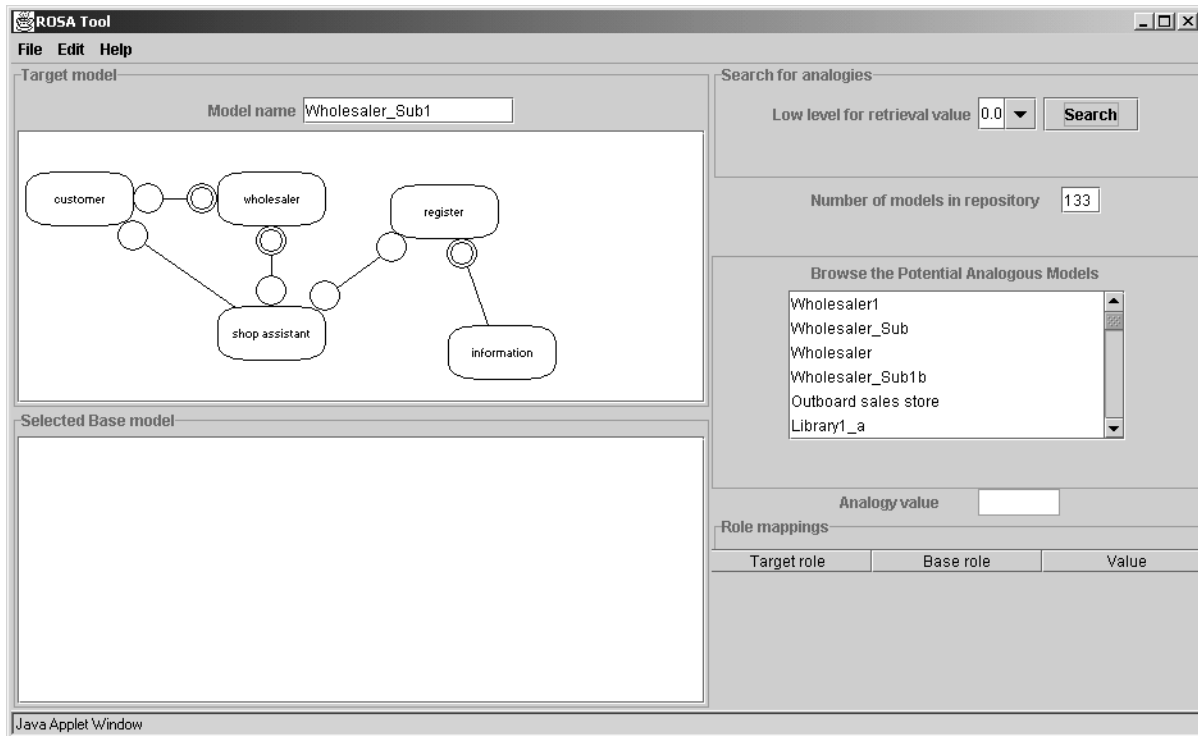 ROSA Tool
File Edit Help
Target model
Model name Wholesaler_Sub1
customer
wholesaler
register
shop assistant
information
Selected Base model
Search for analogies
Low level for retrieval value 0.0 Search
Number of models in repository 133
Browse the Potential Analogous Models
Wholesaler1
Wholesaler_Sub
Wholesaler
Wholesaler_Sub1b
Outboard sales store
Library1_a
Analogy value
Role mappings
Target role Base role Value
Java Applet Window